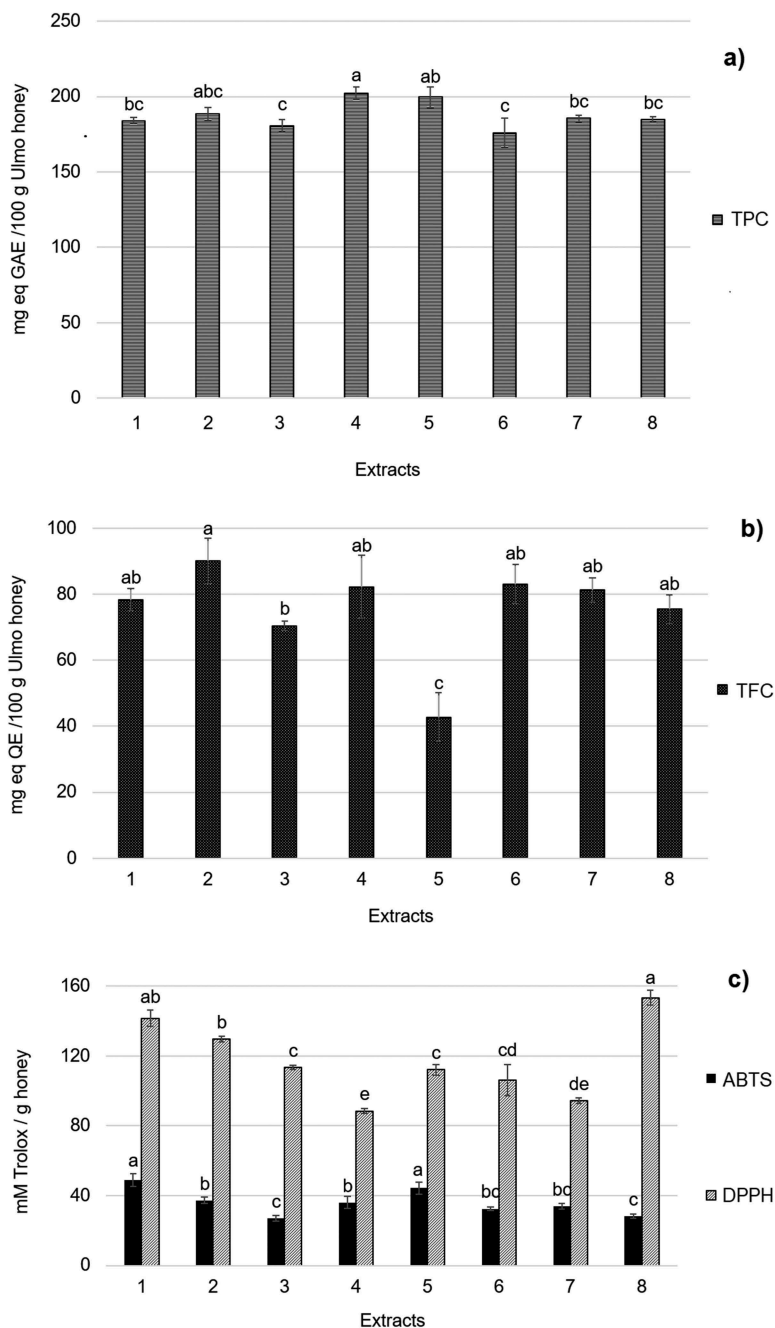 a)
250
200
150
100
50
0
bc abc c a ab c bc bc
1 2 3 4 5 6 7 8
mg eq GAE /100 g Ulmo honey
Extracts
TPC
b)
100
80
60
40
20
0
ab a b ab c ab ab ab
1 2 3 4 5 6 7 8
mg eq QE /100 g Ulmo honey
Extracts
TFC
c)
160
120
80
40
0
ab b c e c cd de a
a b c b a bc bc c
1 2 3 4 5 6 7 8
mM Trolox / g honey
Extracts
ABTS
DPPH